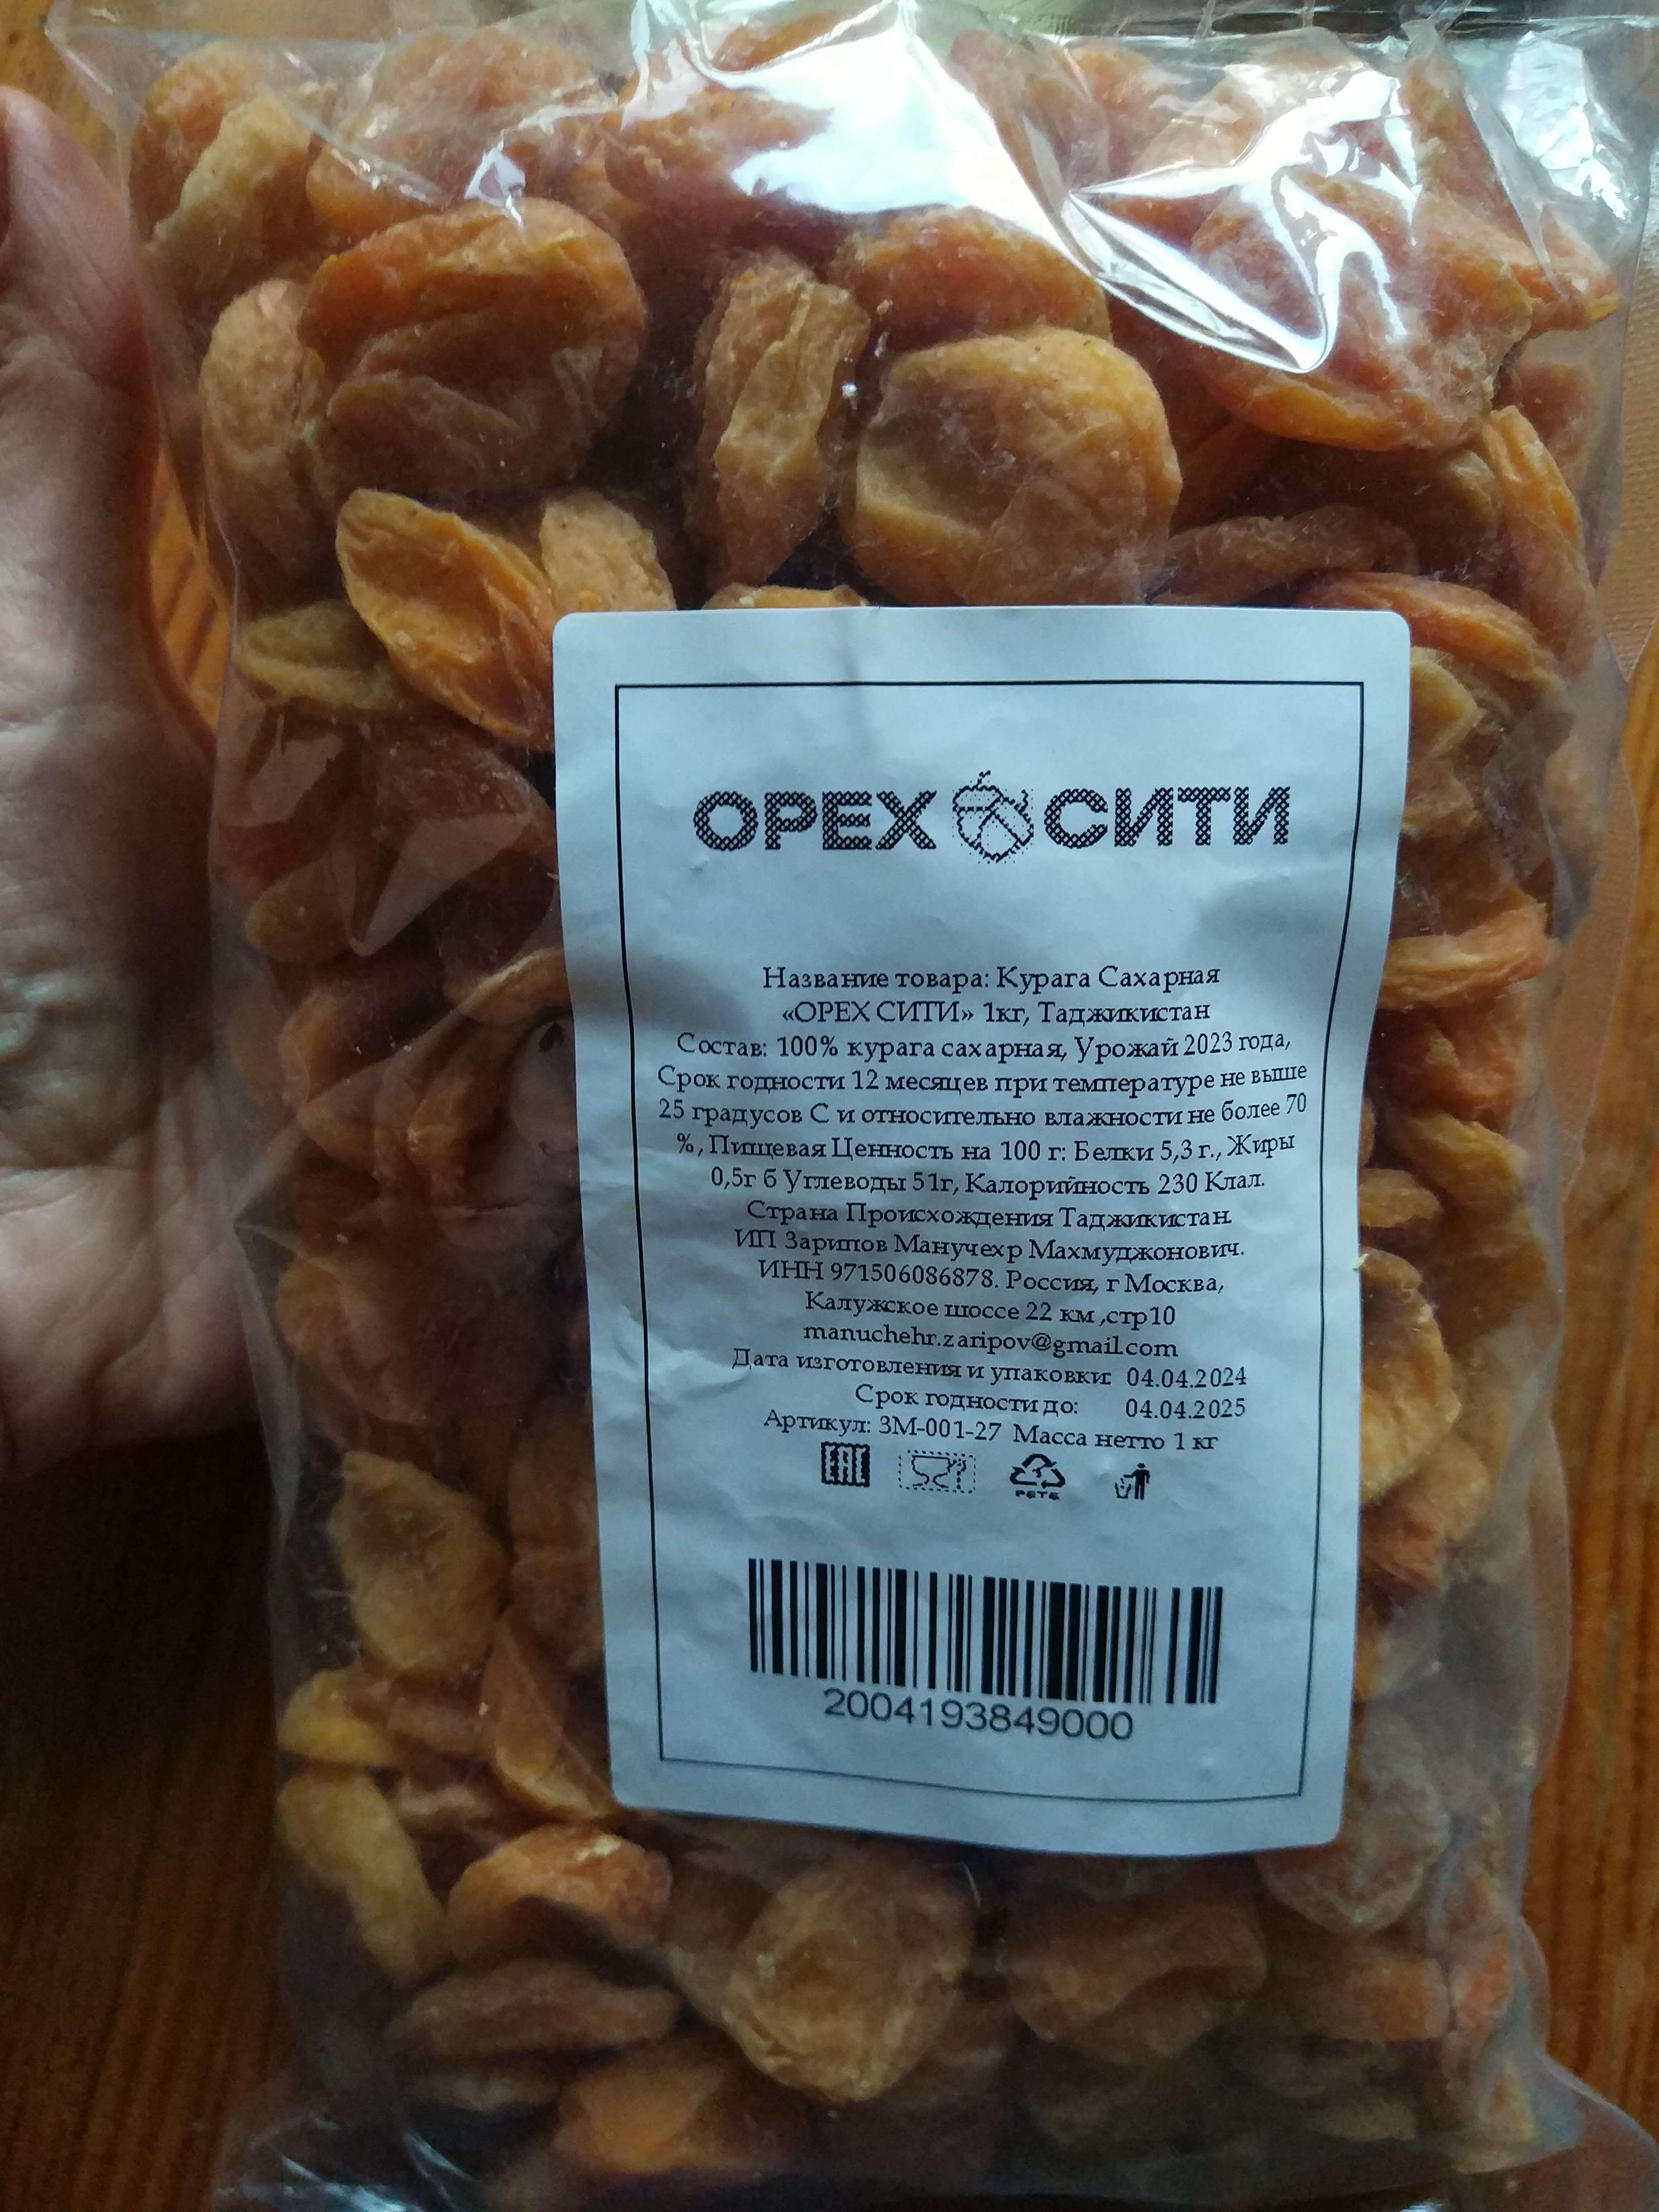 ОРЕХ СИТИ
Название товара: Курага Сахарная
«ОРЕХ СИТИ» 1кг, Таджикистан
Состав: 100% курага сахарная, Урожай 2023 года,
Срок годности 12 месяцев при температуре не выше
25 градусов С и относительно влажности не более 70
%, Пищевая Ценность на 100 г: Белки 5,3 г., Жиры
0,5г б Углеводы 51г, Калорийность 230 Клал.
Страна Происхождения Таджикистан.
ИП Зарипов Манучехр Махмуджонович.
ИНН 971506086878. Россия, г Москва,
Калужское шоссе 22 км ,стр10
manuchehr.zaripov@gmail.com
Дата изготовления и упаковки: 04.04.2024
Срок годности до: 04.04.2025
Артикул: ЗМ-001-27 Масса нетто 1 кг
ЕАС
PETE
2004193849000